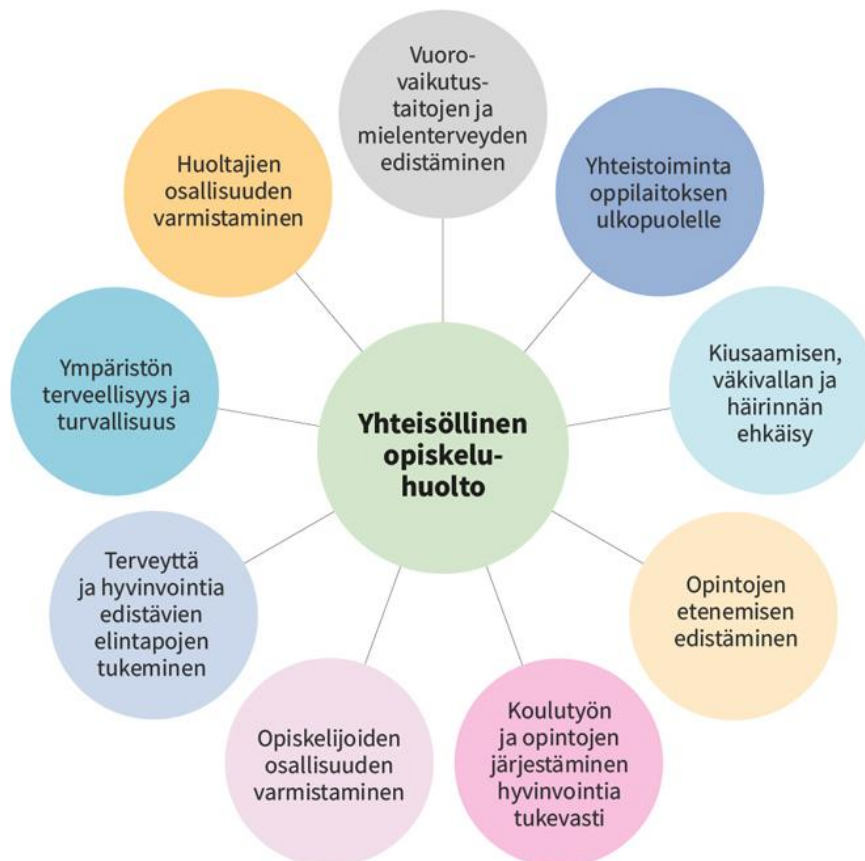 Vuoro-
vaikutus-
taitojen ja
mielenterveyden
edistäminen
Yhteistoiminta
oppilaitoksen
ulkopuolelle
Kiusaamisen,
väkivallan ja
häirinnän
ehkäisy
Opintojen
etenemisen
edistäminen
Koulutyön
ja opintojen
järjestäminen
hyvinvointia
tukevasti
Opiskelijoiden
osallisuuden
varmistaminen
Terveyttä
ja hyvinvointia
edistävien
elintapojen
tukeminen
Ympäristön
terveellisyys ja
turvallisuus
Huoltajien
osallisuuden
varmistaminen
Yhteisöllinen
opiskelu-
huolto